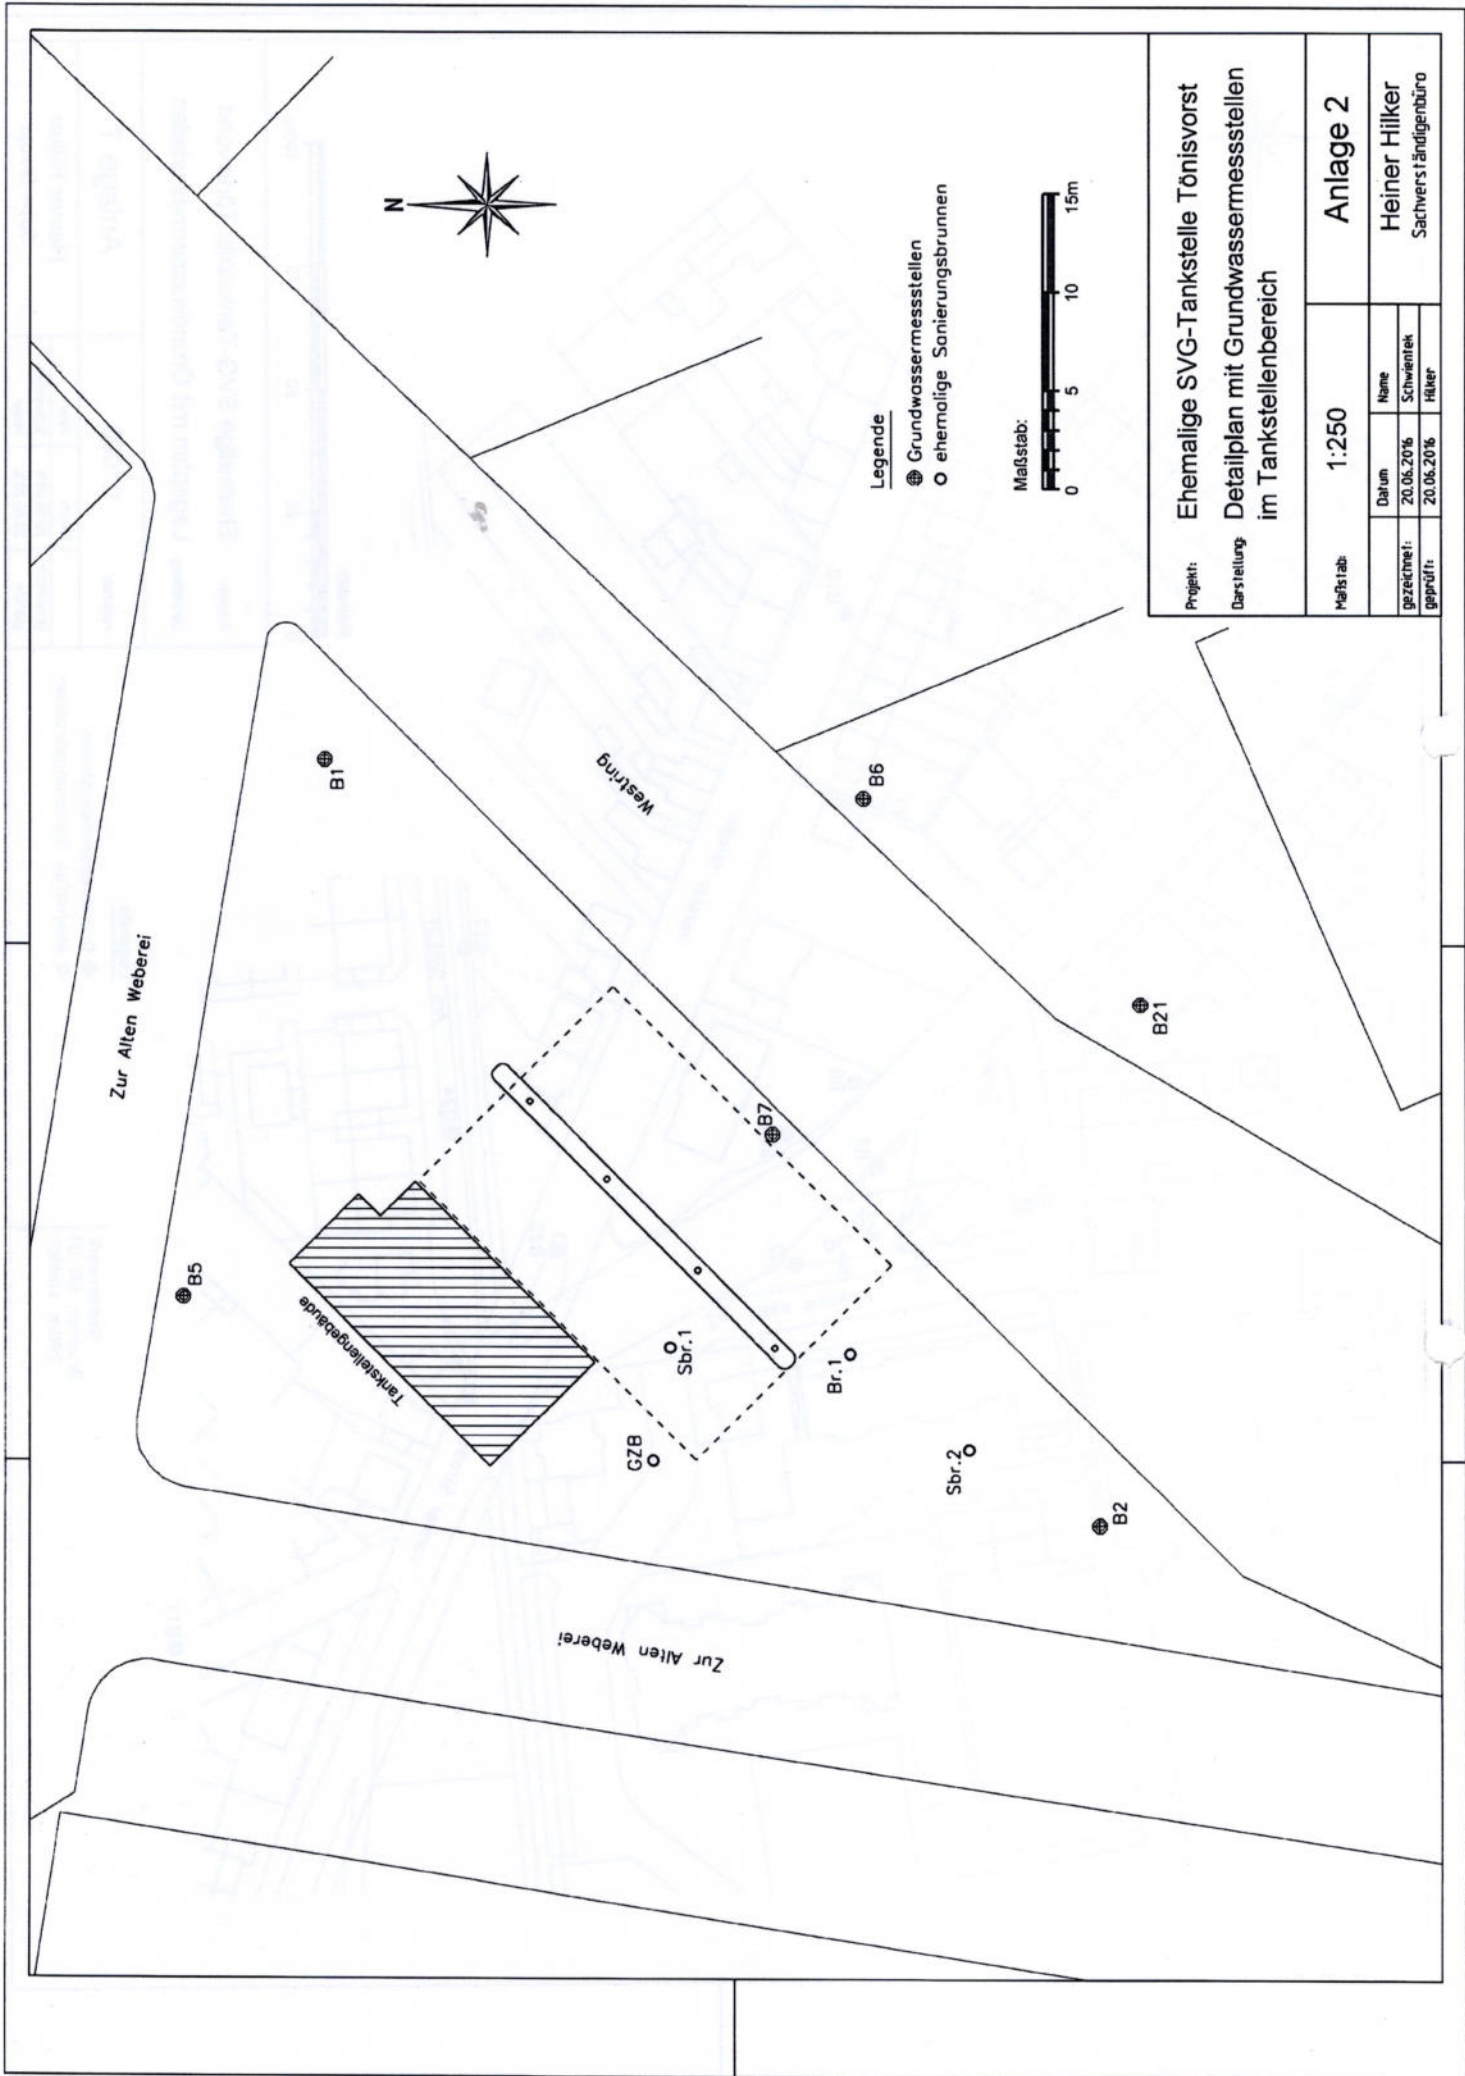 Zur Alten Weberei
N
B1
B5
Tankstellengebäude
Westring
GZB
Sbr.1
B7
B6
Br.1
Sbr.2
B21
B2
Zur Alten Weberei
Legende
Grundwassermessstellen
ehemalige Sanierungsbrunnen
Maßstab:
0 5 10 15m
Projekt: Ehemalige SVG-Tankstelle Tönisvorst
Darstellung: Detailplan mit Grundwassermessstellen
im Tankstellenbereich
Maßstab: 1:250 Anlage 2
Datum Name
gezeichnet: 20.06.2016 Schwientek
geprüft: 20.06.2016 Hilker
Heiner Hilker
Sachverständigenbüro